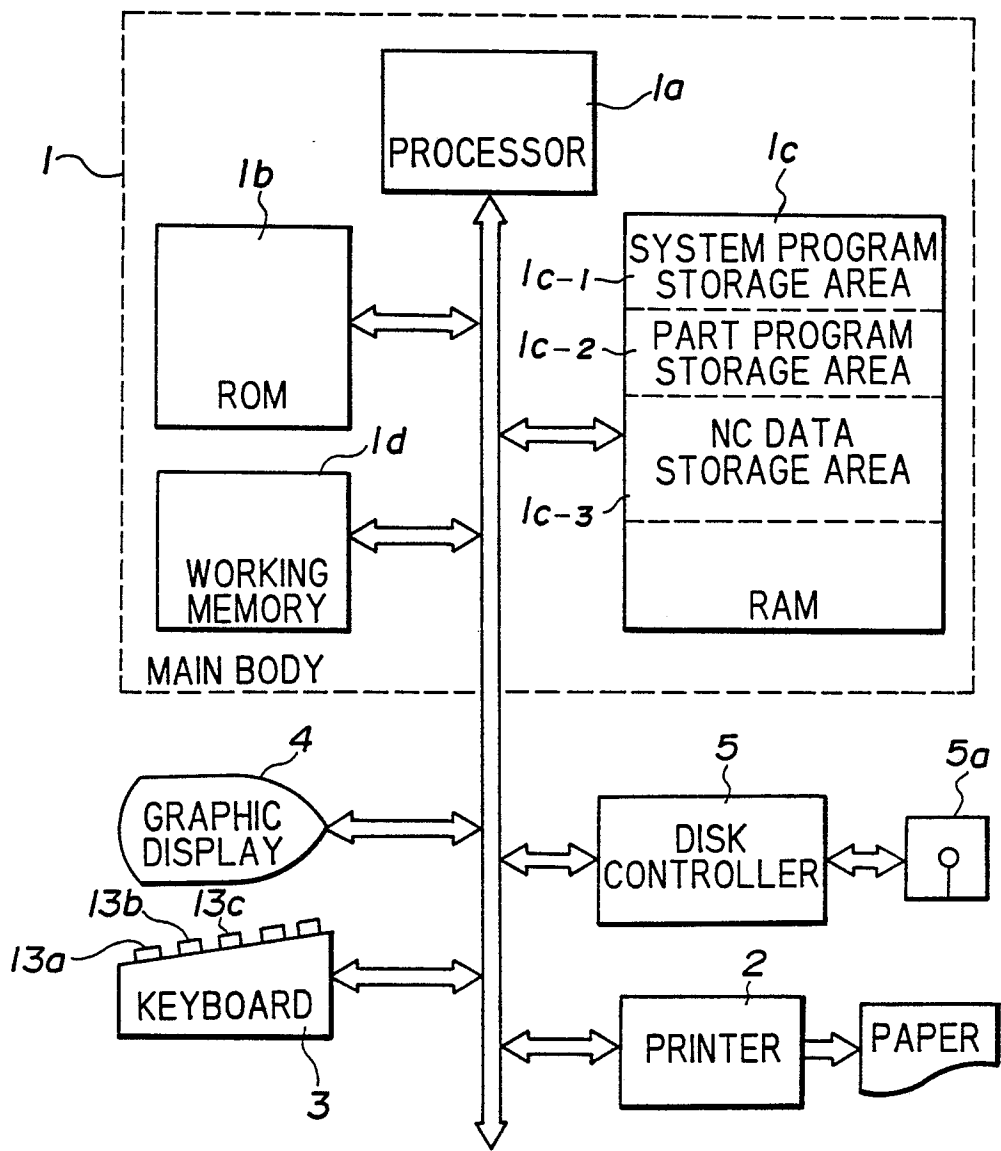 1
1a
PROCESSOR
1b
ROM
1c
SYSTEM PROGRAM
STORAGE AREA
1c-1
PART PROGRAM
STORAGE AREA
1c-2
NC DATA
STORAGE AREA
1c-3
RAM
1d
WORKING
MEMORY
MAIN BODY
4
GRAPHIC
DISPLAY
5
DISK
CONTROLLER
5a
13a
13b
13c
KEYBOARD
3
2
PRINTER
PAPER